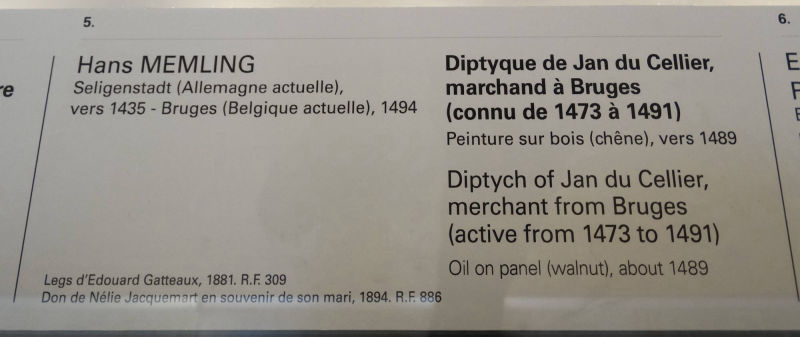 5.
Hans MEMLING
Seligenstadt (Allemagne actuelle),
vers 1435 - Bruges (Belgique actuelle), 1494
Legs d'Edouard Gatteaux, 1881. R.F. 309
Don de Nélie Jacquemart en souvenir de son mari, 1894. R.F. 886
Diptyque de Jan du Cellier,
marchand à Bruges
(connu de 1473 à 1491)
Peinture sur bois (chêne), vers 1489
Diptych of Jan du Cellier,
merchant from Bruges
(active from 1473 to 1491)
Oil on panel (walnut), about 1489
6.